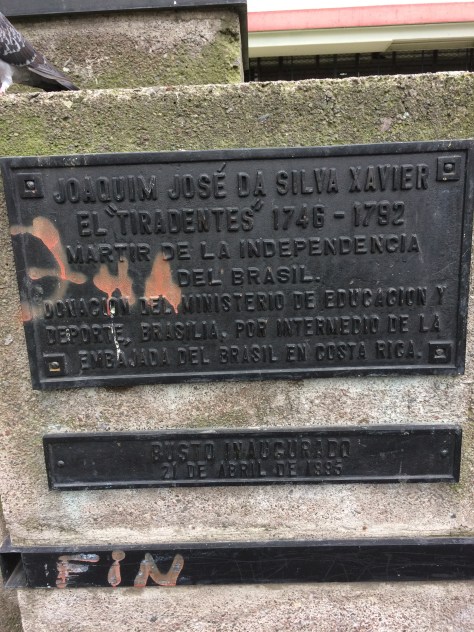 JOAQUIM JOSÉ DA SILVA XAVIER
EL "TIRADENTES" 1746 - 1792
MARTIR DE LA INDEPENDENCIA
DEL BRASIL.
DONACION DEL MINISTERIO DE EDUCACION Y
DEPORTE, BRASILIA, POR INTERMEDIO DE LA
EMBAJADA DEL BRASIL EN COSTA RICA.
BUSTO INAUGURADO
21 DE ABRIL DE
FiN